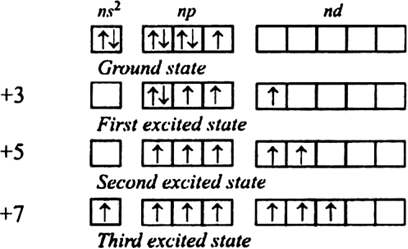 ns² np nd
↑↓ ↑↓ ↑↓ ↑
Ground state
+3 ↑↓ ↑ ↑ ↑
First excited state
+5 ↑ ↑ ↑ ↑ ↑
Second excited state
+7 ↑ ↑ ↑ ↑ ↑ ↑ ↑
Third excited state